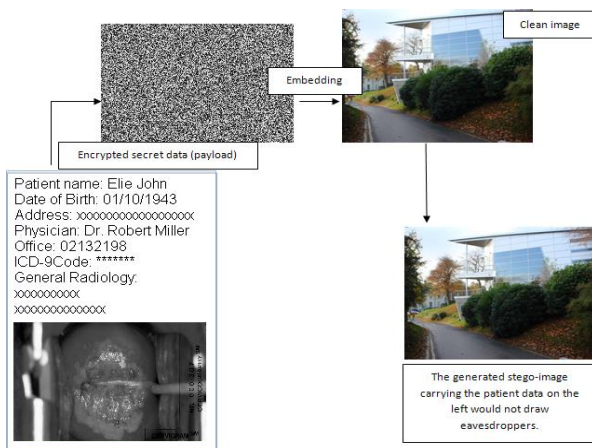 Clean image
Embedding
Encrypted secret data (payload)
Patient name: Elie John
Date of Birth: 01/10/1943
Address: xxxxxxxxxxxxxxxxxx
Physician: Dr. Robert Miller
Office: 02132198
ICD-9Code: *******
General Radiology:
xxxxxxxxxx
xxxxxxxxxxxxxx
The generated stego-image
carrying the patient data on the
left would not draw
eavesdroppers.